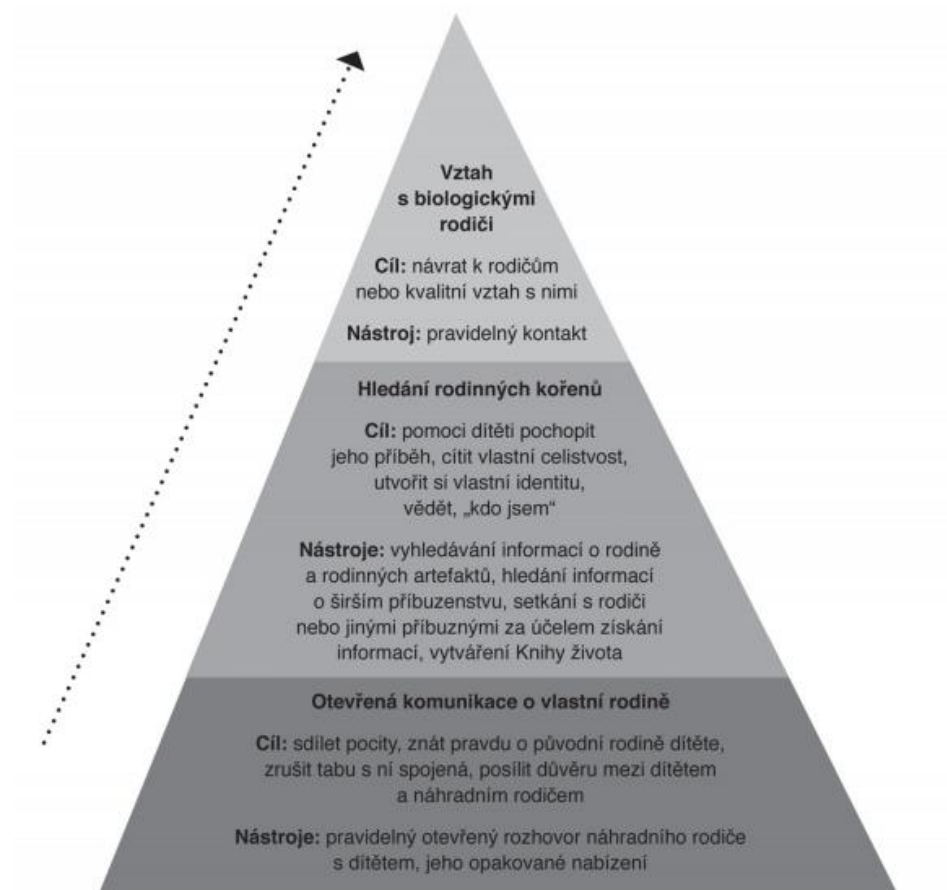 Vztah
s biologickými
rodiči
Cíl: návrat k rodičům
nebo kvalitní vztah s nimi
Nástroj: pravidelný kontakt
Hledání rodinných kořenů
Cíl: pomoci dítěti pochopit
jeho příběh, cítit vlastní celistvost,
utvořit si vlastní identitu,
vědět, „kdo jsem“
Nástroje: vyhledávání informací o rodině
a rodinných artefaktů, hledání informací
o širším příbuzenstvu, setkání s rodiči
nebo jinými příbuznými za účelem získání
informací, vytváření Knihy života
Otevřená komunikace o vlastní rodině
Cíl: sdílet pocity, znát pravdu o původní rodině dítěte,
zrušit tabu s ní spojená, posílit důvěru mezi dítětem
a náhradním rodičem
Nástroje: pravidelný otevřený rozhovor náhradního rodiče
s dítětem, jeho opakované nabízení